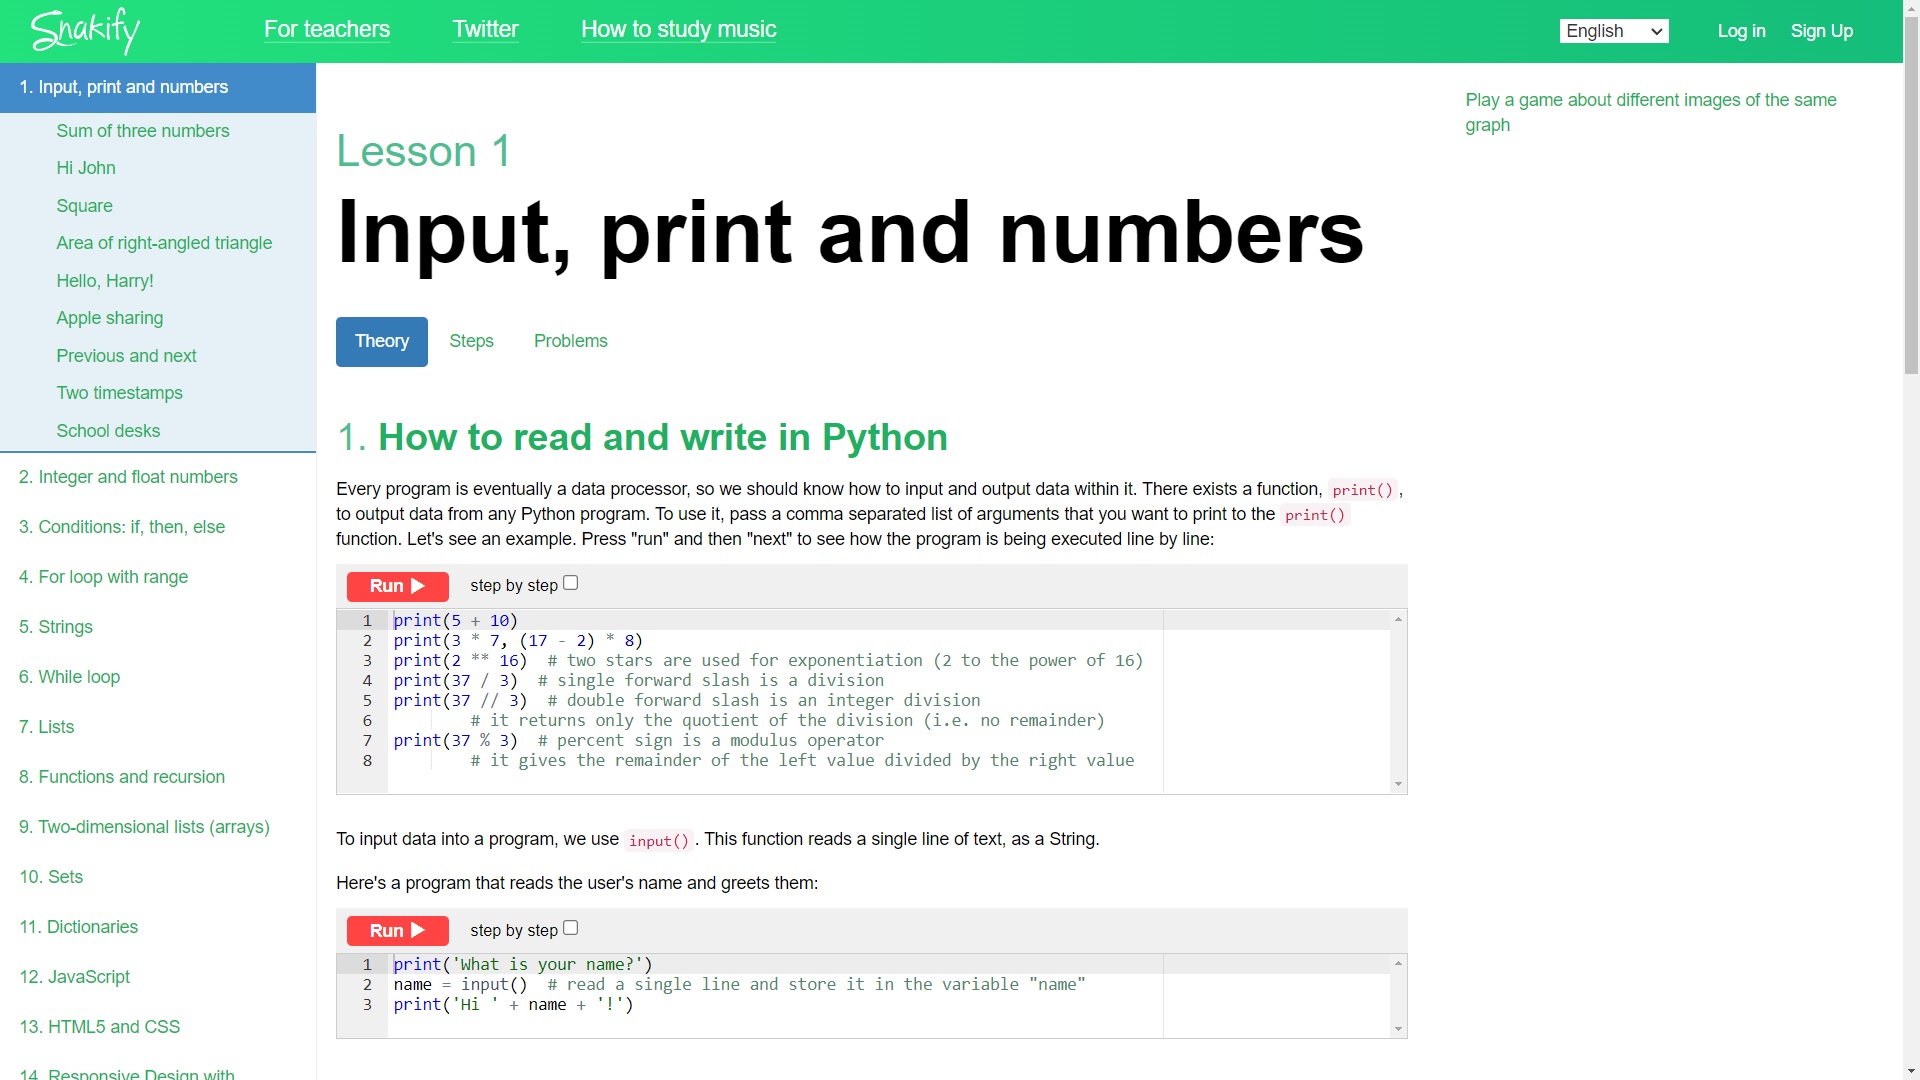 Snakify
For teachers
Twitter
How to study music
English
Log in
Sign Up
1. Input, print and numbers
Sum of three numbers
Hi John
Square
Area of right-angled triangle
Hello, Harry!
Apple sharing
Previous and next
Two timestamps
School desks
2. Integer and float numbers
3. Conditions: if, then, else
4. For loop with range
5. Strings
6. While loop
7. Lists
8. Functions and recursion
9. Two-dimensional lists (arrays)
10. Sets
11. Dictionaries
12. JavaScript
13. HTML5 and CSS
14. Responsive Design with
Lesson 1
Input, print and numbers
Theory
Steps
Problems
1. How to read and write in Python
Every program is eventually a data processor, so we should know how to input and output data within it. There exists a function, print(),
to output data from any Python program. To use it, pass a comma separated list of arguments that you want to print to the print()
function. Let's see an example. Press "run" and then "next" to see how the program is being executed line by line:
Run
step by step
1 print(5 + 10)
2 print(3 * 7, (17 - 2) * 8)
3 print(2 ** 16)  # two stars are used for exponentiation (2 to the power of 16)
4 print(37 / 3)  # single forward slash is a division
5 print(37 // 3)  # double forward slash is an integer division
6         # it returns only the quotient of the division (i.e. no remainder)
7 print(37 % 3)  # percent sign is a modulus operator
8         # it gives the remainder of the left value divided by the right value
To input data into a program, we use input(). This function reads a single line of text, as a String.
Here's a program that reads the user's name and greets them:
Run
step by step
1 print('What is your name?')
2 name = input()  # read a single line and store it in the variable "name"
3 print('Hi ' + name + '!')
Play a game about different images of the same
graph